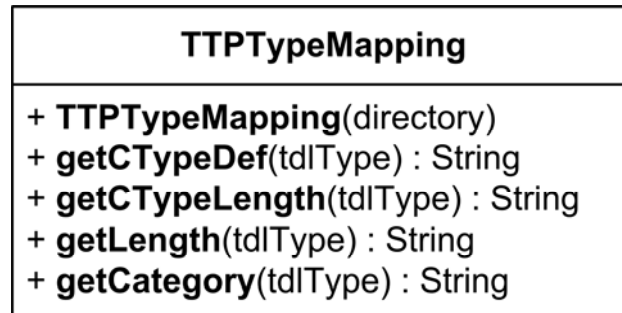 TTPTypeMapping
+ TTPTypeMapping(directory)
+ getCTypeDef(tdlType) : String
+ getCTypeLength(tdlType) : String
+ getLength(tdlType) : String
+ getCategory(tdlType) : String